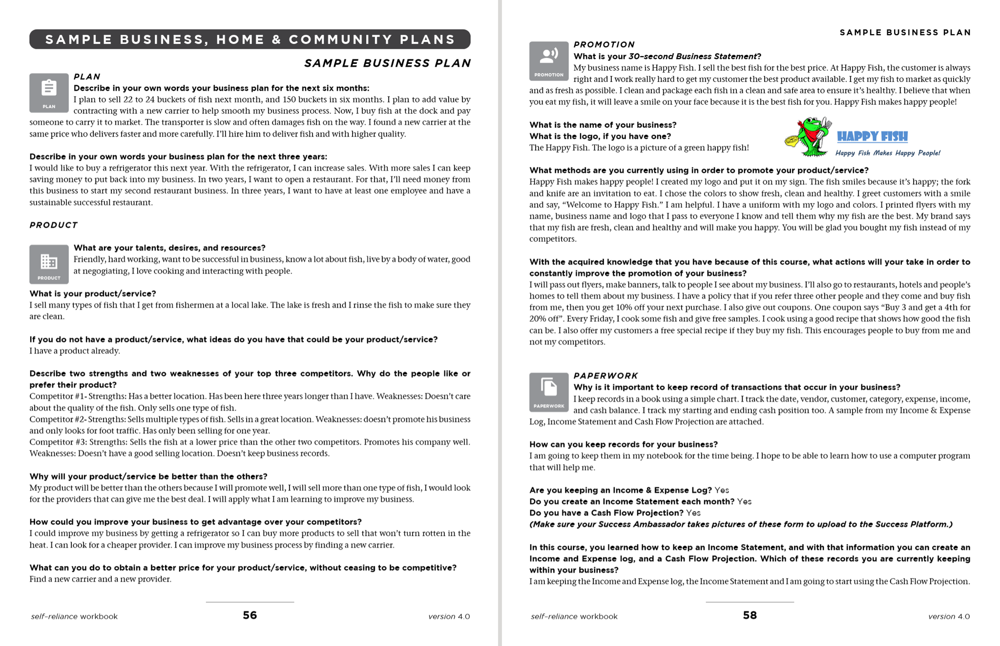 SAMPLE BUSINESS, HOME & COMMUNITY PLANS
SAMPLE BUSINESS PLAN
PLAN
PLAN
Describe in your own words your business plan for the next six months:
I plan to sell 22 to 24 buckets of fish next month, and 150 buckets in six months. I plan to add value by
contracting with a new carrier to help smooth my business process. Now, I buy fish at the dock and pay
someone to carry it to market. The transporter is slow and often damages fish on the way. I found a new carrier at the
same price who delivers faster and more carefully. I’ll hire him to deliver fish and with higher quality.
Describe in your own words your business plan for the next three years:
I would like to buy a refrigerator this next year. With the refrigerator, I can increase sales. With more sales I can keep
saving money to put back into my business. In two years, I want to open a restaurant. For that, I’ll need money from
this business to start my second restaurant business. In three years, I want to have at least one employee and have a
sustainable successful restaurant.
PRODUCT
PRODUCT
What are your talents, desires, and resources?
Friendly, hard working, want to be successful in business, know a lot about fish, live by a body of water, good
at negogiating, I love cooking and interacting with people.
What is your product/service?
I sell many types of fish that I get from fishermen at a local lake. The lake is fresh and I rinse the fish to make sure they
are clean.
If you do not have a product/service, what ideas do you have that could be your product/service?
I have a product already.
Describe two strengths and two weaknesses of your top three competitors. Why do the people like or
prefer their product?
Competitor #1- Strengths: Has a better location. Has been here three years longer than I have. Weaknesses: Doesn’t care
about the quality of the fish. Only sells one type of fish.
Competitor #2- Strengths: Sells multiple types of fish. Sells in a great location. Weaknesses: doesn’t promote his business
and only looks for foot traffic. Has only been selling for one year.
Competitor #3: Strengths: Sells the fish at a lower price than the other two competitors. Promotes his company well.
Weaknesses: Doesn’t have a good selling location. Doesn’t keep business records.
Why will your product/service be better than the others?
My product will be better than the others because I will promote well, I will sell more than one type of fish, I would look
for the providers that can give me the best deal. I will apply what I am learning to improve my business.
How could you improve your business to get advantage over your competitors?
I could improve my business by getting a refrigerator so I can buy more products to sell that won’t turn rotten in the
heat. I can look for a cheaper provider. I can improve my business process by finding a new carrier.
What can you do to obtain a better price for your product/service, without ceasing to be competitive?
Find a new carrier and a new provider.
self-reliance workbook
56
version 4.0
SAMPLE BUSINESS PLAN
PROMOTION
PROMOTION
What is your 30-second Business Statement?
My business name is Happy Fish. I sell the best fish for the best price. At Happy Fish, the customer is always
right and I work really hard to get my customer the best product available. I get my fish to market as quickly
and as fresh as possible. I clean and package each fish in a clean and safe area to ensure it’s healthy. I believe that when
you eat my fish, it will leave a smile on your face because it is the best fish for you. Happy Fish makes happy people!
What is the name of your business?
What is the logo, if you have one?
The Happy Fish. The logo is a picture of a green happy fish!
HAPPY FISH
Happy Fish Makes Happy People!
What methods are you currently using in order to promote your product/service?
Happy Fish makes happy people! I created my logo and put it on my sign. The fish smiles because it’s happy; the fork
and knife are an invitation to eat. I chose the colors to show fresh, clean and healthy. I greet customers with a smile
and say, “Welcome to Happy Fish.” I am helpful. I have a uniform with my logo and colors. I printed flyers with my
name, business name and logo that I pass to everyone I know and tell them why my fish are the best. My brand says
that my fish are fresh, clean and healthy and will make you happy. You will be glad you bought my fish instead of my
competitors.
With the acquired knowledge that you have because of this course, what actions will your take in order to
constantly improve the promotion of your business?
I will pass out flyers, make banners, talk to people I see about my business. I’ll also go to restaurants, hotels and people’s
homes to tell them about my business. I have a policy that if you refer three other people and they come and buy fish
from me, then you get 10% off your next purchase. I also give out coupons. One coupon says “Buy 3 and get a 4th for
20% off”. Every Friday, I cook some fish and give free samples. I cook using a good recipe that shows how good the fish
can be. I also offer my customers a free special recipe if they buy my fish. This encourages people to buy from me and
not my competitors.
PAPERWORK
PAPERWORK
Why is it important to keep record of transactions that occur in your business?
I keep records in a book using a simple chart. I track the date, vendor, customer, category, expense, income,
and cash balance. I track my starting and ending cash position too. A sample from my Income & Expense
Log, Income Statement and Cash Flow Projection are attached.
How can you keep records for your business?
I am going to keep them in my notebook for the time being. I hope to be able to learn how to use a computer program
that will help me.
Are you keeping an Income & Expense Log? Yes
Do you create an Income Statement each month? Yes
Do you have a Cash Flow Projection? Yes
(Make sure your Success Ambassador takes pictures of these form to upload to the Success Platform.)
In this course, you learned how to keep an Income Statement, and with that information you can create an
Income and Expense log, and a Cash Flow Projection. Which of these records you are currently keeping
within your business?
I am keeping the Income and Expense log, the Income Statement and I am going to start using the Cash Flow Projection.
self-reliance workbook
58
version 4.0